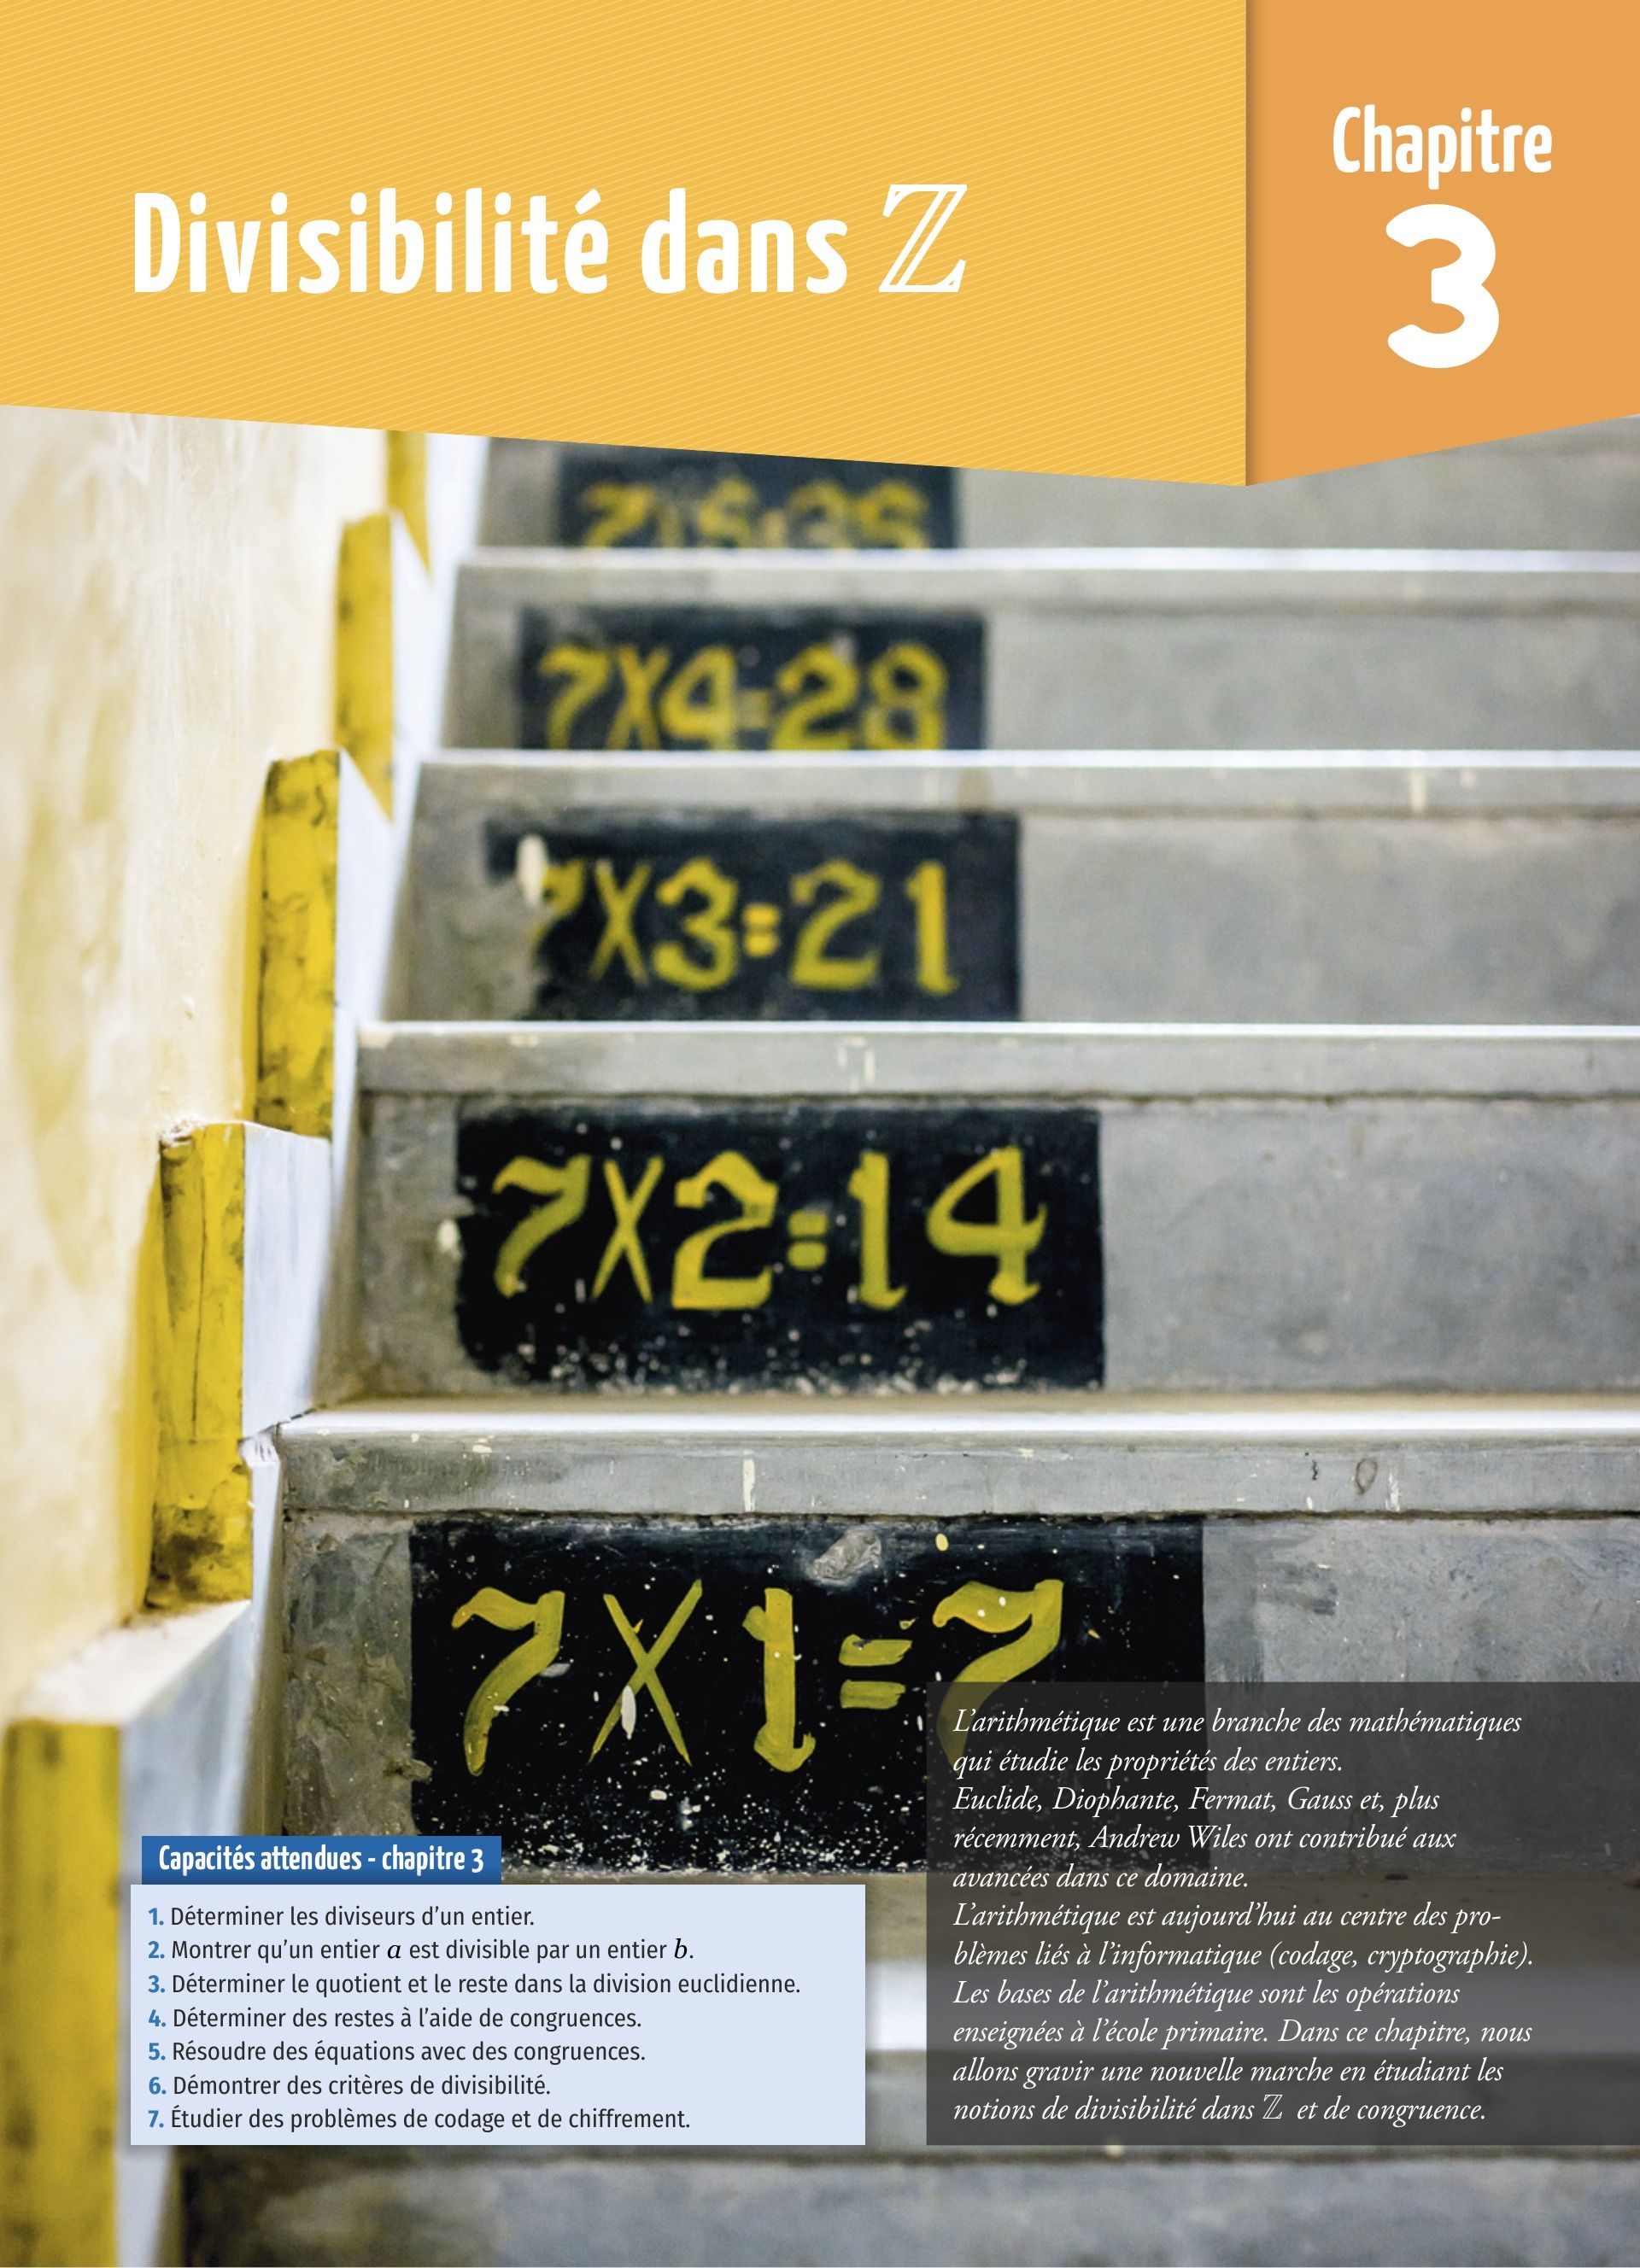 Chapitre
3
Divisibilité dans ℤ
7X5=35
7X4=28
7X3=21
7X2=14
7X1=7
Capacités attendues - chapitre 3
1. Déterminer les diviseurs d’un entier.
2. Montrer qu’un entier a est divisible par un entier b.
3. Déterminer le quotient et le reste dans la division euclidienne.
4. Déterminer des restes à l’aide de congruences.
5. Résoudre des équations avec des congruences.
6. Démontrer des critères de divisibilité.
7. Étudier des problèmes de codage et de chiffrement.
L’arithmétique est une branche des mathématiques
qui étudie les propriétés des entiers.
Euclide, Diophante, Fermat, Gauss et, plus
récemment, Andrew Wiles ont contribué aux
avancées dans ce domaine.
L’arithmétique est aujourd’hui au centre des pro-
blèmes liés à l’informatique (codage, cryptographie).
Les bases de l’arithmétique sont les opérations
enseignées à l’école primaire. Dans ce chapitre, nous
allons gravir une nouvelle marche en étudiant les
notions de divisibilité dans ℤ et de congruence.